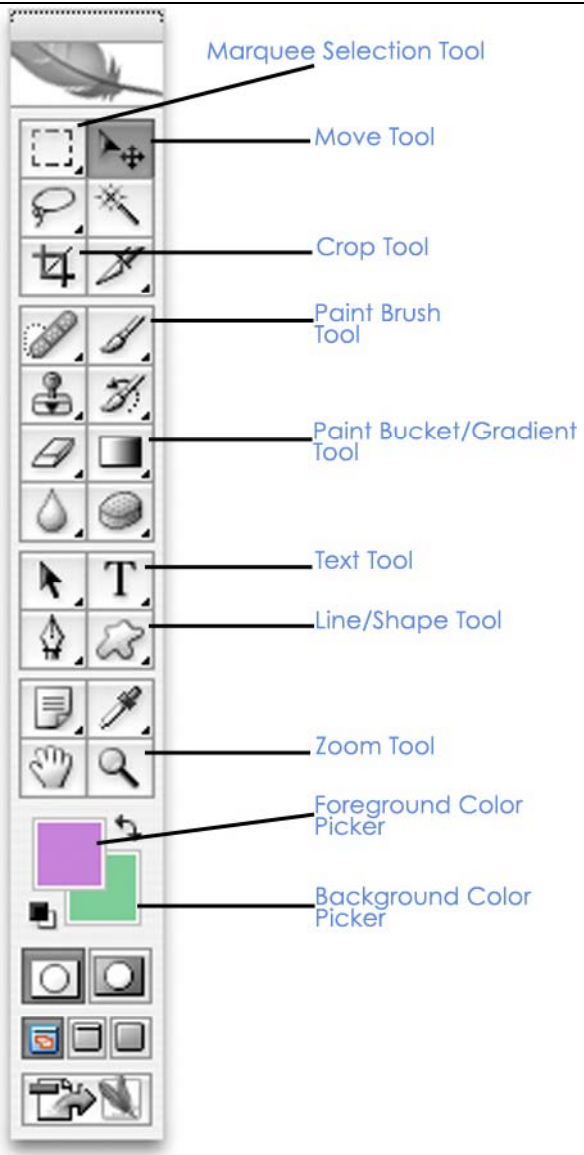 Marquee Selection Tool
Move Tool
Crop Tool
Paint Brush
Tool
Paint Bucket/Gradient
Tool
T
Text Tool
Line/Shape Tool
Zoom Tool
Foreground Color
Picker
Background Color
Picker